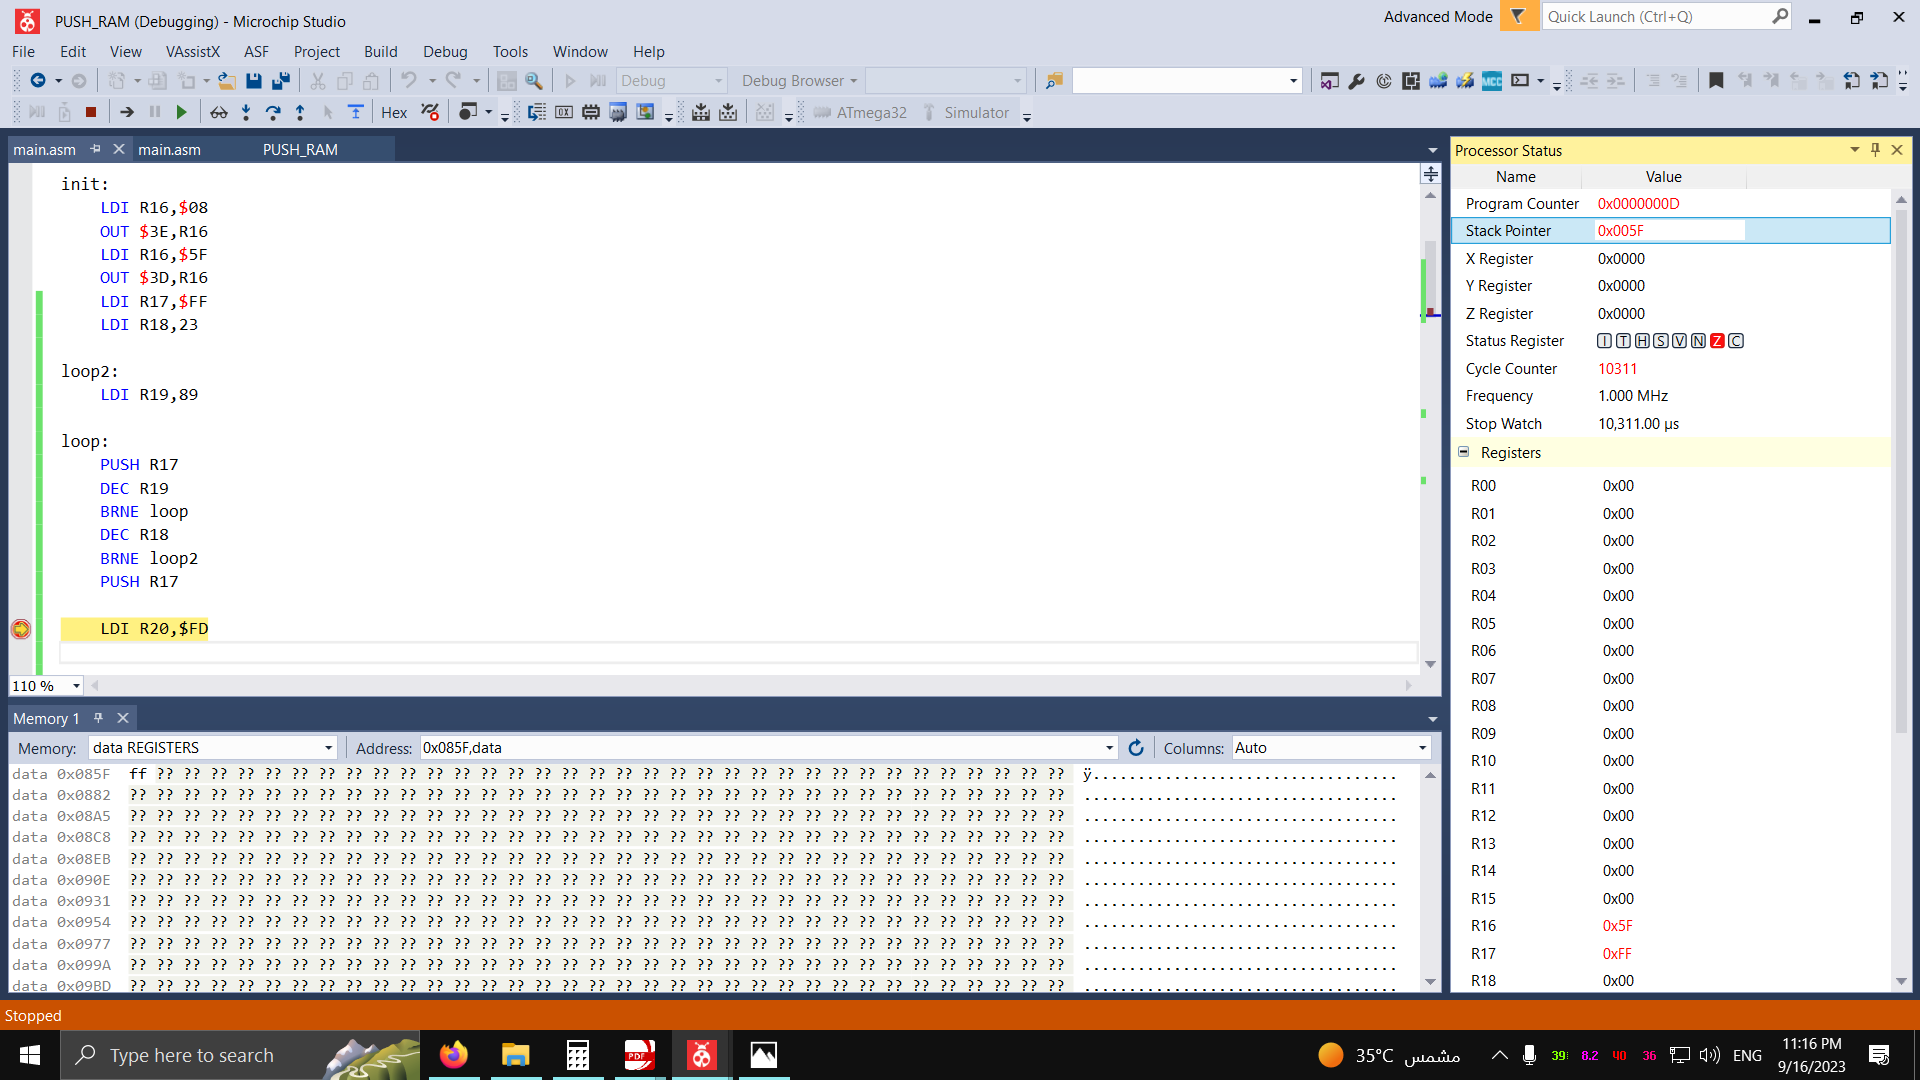 PUSH_RAM (Debugging) - Microchip Studio
Advanced Mode
Quick Launch (Ctrl+Q)
File Edit View VAssistX ASF Project Build Debug Tools Window Help
Debug
Debug Browser
Hex
ATmega32
Simulator
main.asm
main.asm
PUSH_RAM
init:
LDI R16,$08
OUT $3E,R16
LDI R16,$5F
OUT $3D,R16
LDI R17,$FF
LDI R18,23
loop2:
LDI R19,89
loop:
PUSH R17
DEC R19
BRNE loop
DEC R18
BRNE loop2
PUSH R17
LDI R20,$FD
110 %
Memory 1
Memory: data REGISTERS Address: 0x085F,data Columns: Auto
data 0x085F ff ?? ?? ?? ?? ?? ?? ?? ?? ?? ?? ?? ?? ?? ?? ?? ?? ?? ?? ?? ?? ?? ?? ?? ?? ?? ?? ?? ?? ?? ?? ?? ?? ?? ?? ÿ..................................
data 0x0882 ?? ?? ?? ?? ?? ?? ?? ?? ?? ?? ?? ?? ?? ?? ?? ?? ?? ?? ?? ?? ?? ?? ?? ?? ?? ?? ?? ?? ?? ?? ?? ?? ?? ?? ?? ...................................
data 0x08A5 ?? ?? ?? ?? ?? ?? ?? ?? ?? ?? ?? ?? ?? ?? ?? ?? ?? ?? ?? ?? ?? ?? ?? ?? ?? ?? ?? ?? ?? ?? ?? ?? ?? ?? ?? ...................................
data 0x08C8 ?? ?? ?? ?? ?? ?? ?? ?? ?? ?? ?? ?? ?? ?? ?? ?? ?? ?? ?? ?? ?? ?? ?? ?? ?? ?? ?? ?? ?? ?? ?? ?? ?? ?? ?? ...................................
data 0x08EB ?? ?? ?? ?? ?? ?? ?? ?? ?? ?? ?? ?? ?? ?? ?? ?? ?? ?? ?? ?? ?? ?? ?? ?? ?? ?? ?? ?? ?? ?? ?? ?? ?? ?? ?? ...................................
data 0x090E ?? ?? ?? ?? ?? ?? ?? ?? ?? ?? ?? ?? ?? ?? ?? ?? ?? ?? ?? ?? ?? ?? ?? ?? ?? ?? ?? ?? ?? ?? ?? ?? ?? ?? ?? ...................................
data 0x0931 ?? ?? ?? ?? ?? ?? ?? ?? ?? ?? ?? ?? ?? ?? ?? ?? ?? ?? ?? ?? ?? ?? ?? ?? ?? ?? ?? ?? ?? ?? ?? ?? ?? ?? ?? ...................................
data 0x0954 ?? ?? ?? ?? ?? ?? ?? ?? ?? ?? ?? ?? ?? ?? ?? ?? ?? ?? ?? ?? ?? ?? ?? ?? ?? ?? ?? ?? ?? ?? ?? ?? ?? ?? ?? ...................................
data 0x0977 ?? ?? ?? ?? ?? ?? ?? ?? ?? ?? ?? ?? ?? ?? ?? ?? ?? ?? ?? ?? ?? ?? ?? ?? ?? ?? ?? ?? ?? ?? ?? ?? ?? ?? ?? ...................................
data 0x099A ?? ?? ?? ?? ?? ?? ?? ?? ?? ?? ?? ?? ?? ?? ?? ?? ?? ?? ?? ?? ?? ?? ?? ?? ?? ?? ?? ?? ?? ?? ?? ?? ?? ?? ?? ...................................
data 0x09BD ?? ?? ?? ?? ?? ?? ?? ?? ?? ?? ?? ?? ?? ?? ?? ?? ?? ?? ?? ?? ?? ?? ?? ?? ?? ?? ?? ?? ?? ?? ?? ?? ?? ?? ?? ...................................
Processor Status
Name Value
Program Counter 0x0000000D
Stack Pointer 0x005F
X Register 0x0000
Y Register 0x0000
Z Register 0x0000
Status Register I T H S V N Z C
Cycle Counter 10311
Frequency 1.000 MHz
Stop Watch 10,311.00 µs
Registers
R00 0x00
R01 0x00
R02 0x00
R03 0x00
R04 0x00
R05 0x00
R06 0x00
R07 0x00
R08 0x00
R09 0x00
R10 0x00
R11 0x00
R12 0x00
R13 0x00
R14 0x00
R15 0x00
R16 0x5F
R17 0xFF
R18 0x00
Stopped
Type here to search
PDF
35°C مشمس
39 8.2 40 36
ENG
11:16 PM
9/16/2023